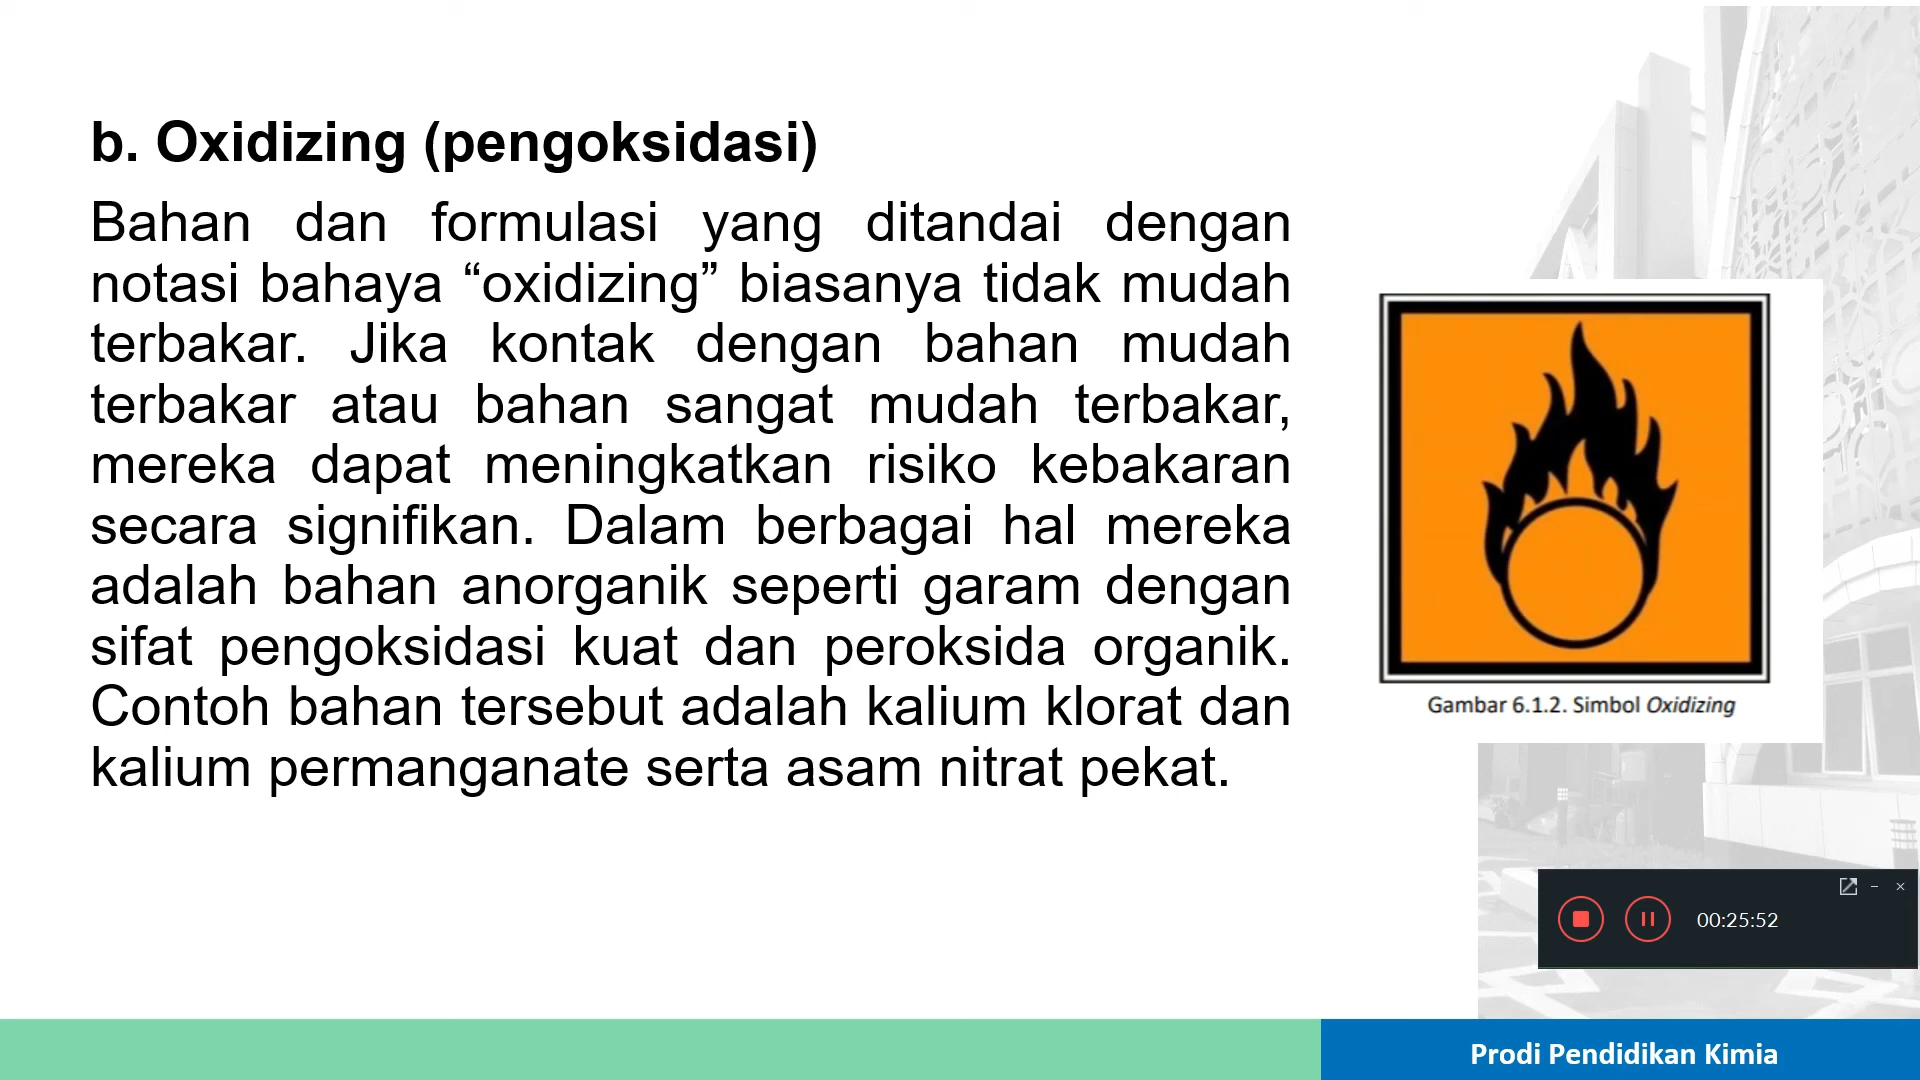 b. Oxidizing (pengoksidasi)
Bahan dan formulasi yang ditandai dengan
notasi bahaya “oxidizing” biasanya tidak mudah
terbakar. Jika kontak dengan bahan mudah
terbakar atau bahan sangat mudah terbakar,
mereka dapat meningkatkan risiko kebakaran
secara signifikan. Dalam berbagai hal mereka
adalah bahan anorganik seperti garam dengan
sifat pengoksidasi kuat dan peroksida organik.
Contoh bahan tersebut adalah kalium klorat dan
kalium permanganate serta asam nitrat pekat.
Gambar 6.1.2. Simbol Oxidizing
00:25:52
Prodi Pendidikan Kimia